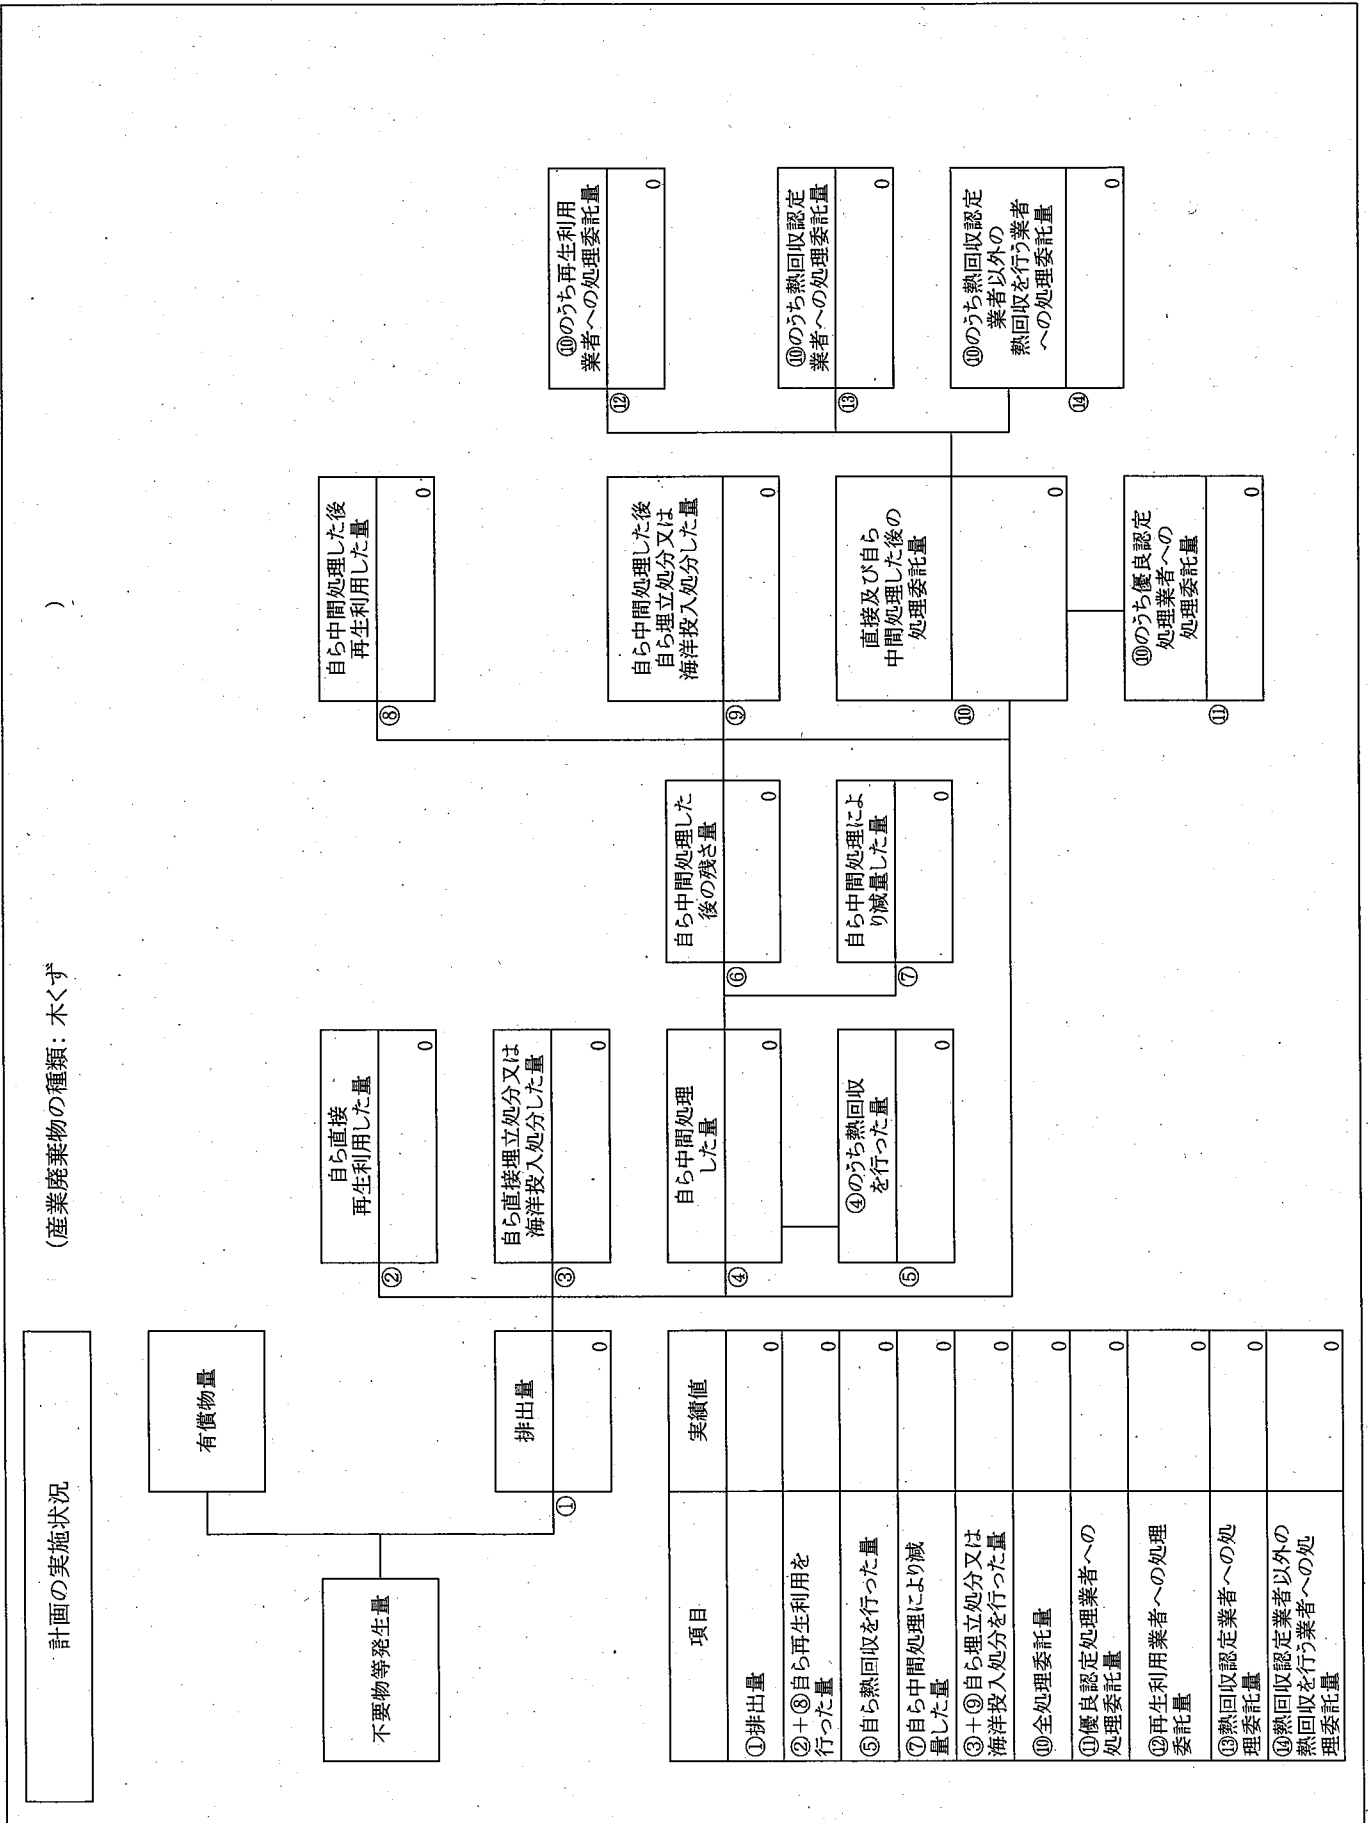 計画の実施状況
(産業廃棄物の種類：木くず　　　　　)
不要物等発生量
有償物量
排出量
①
0
自ら直接
再生利用した量
②
0
自ら直接埋立処分又は
海洋投入処分した量
③
0
自ら中間処理
した量
④
0
④のうち熱回収
を行った量
⑤
0
自ら中間処理した
後の残さ量
⑥
0
自ら中間処理によ
り減量した量
⑦
0
自ら中間処理した後
再生利用した量
⑧
0
自ら中間処理した後
自ら埋立処分又は
海洋投入処分した量
⑨
0
直接及び自ら
中間処理した後の
処理委託量
⑩
0
⑩のうち優良認定
処理業者への
処理委託量
⑪
0
⑩のうち再生利用
業者への処理委託量
⑫
0
⑩のうち熱回収認定
業者への処理委託量
⑬
0
⑩のうち熱回収認定
業者以外の
熱回収を行う業者
への処理委託量
⑭
0
項目 実績値
①排出量 0
②＋⑧自ら再生利用を
行った量 0
⑤自ら熱回収を行った量 0
⑦自ら中間処理により減
量した量 0
③＋⑨自ら埋立処分又は
海洋投入処分を行った量 0
⑩全処理委託量 0
⑪優良認定処理業者への
処理委託量 0
⑫再生利用業者への処理
委託量 0
⑬熱回収認定業者への処
理委託量 0
⑭熱回収認定業者以外の
熱回収を行う業者への処
理委託量 0